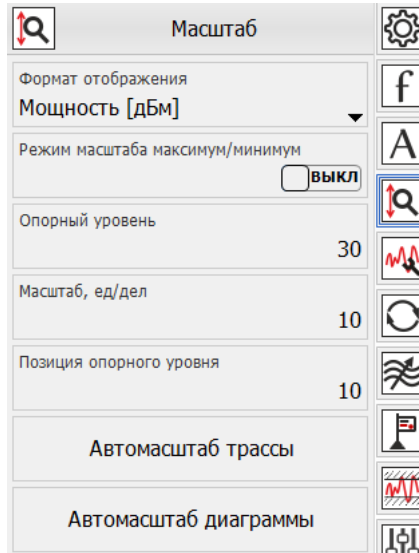 Масштаб
Формат отображения
Мощность [дБм]
Режим масштаба максимум/минимум
ВЫКЛ
Опорный уровень
30
Масштаб, ед/дел
10
Позиция опорного уровня
10
Автомасштаб трассы
Автомасштаб диаграммы
f
A